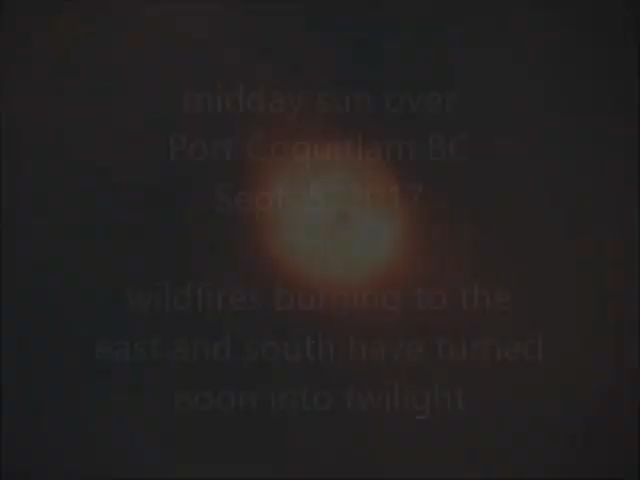 midday sun over
Port Coquitlam BC
Sept 2017
wildfires burning to the
east and south have turned
noon into twilight